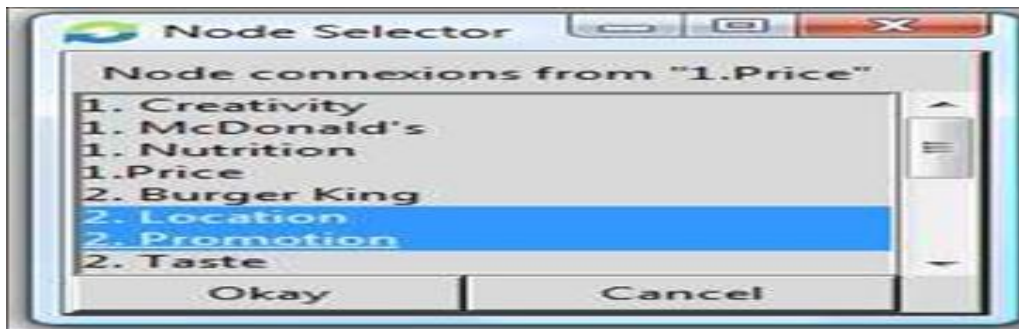 Node Selector
Node connexions from "1.Price"
1. Creativity
1. McDonald's
1. Nutrition
1.Price
2. Burger King
2. Location
2. Promotion
2. Taste
Okay Cancel